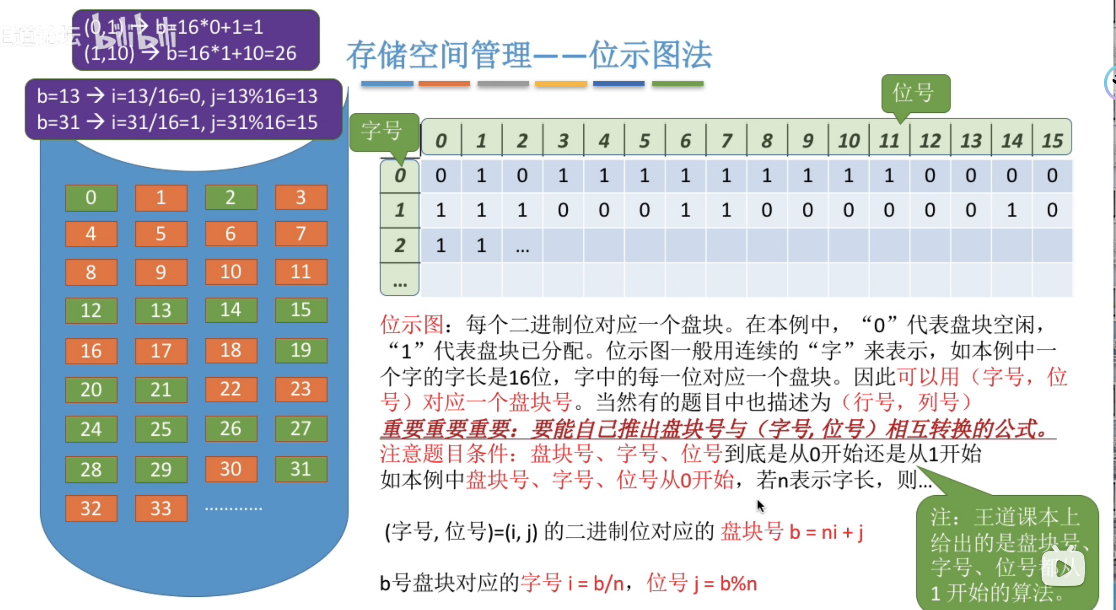 (0,1) → b=16*0+1=1
bilibili
(1,10) → b=16*1+10=26
b=13 → i=13/16=0, j=13%16=13
b=31 → i=31/16=1, j=31%16=15
存储空间管理——位示图法
位号
字号
0 1 2 3 4 5 6 7 8 9 10 11 12 13 14 15
0 0 1 0 1 1 1 1 1 1 1 1 1 0 0 0 0
1 1 1 1 0 0 0 1 1 0 0 0 0 0 0 1 0
2 1 1 ...
...
0 1 2 3
4 5 6 7
8 9 10 11
12 13 14 15
16 17 18 19
20 21 22 23
24 25 26 27
28 29 30 31
32 33 …………
位示图：每个二进制位对应一个盘块。在本例中，“0”代表盘块空闲，
“1”代表盘块已分配。位示图一般用连续的“字”来表示，如本例中一
个字的字长是16位，字中的每一位对应一个盘块。因此可以用（字号，位
号）对应一个盘块号。当然有的题目中也描述为（行号，列号）
重要重要重要：要能自己推出盘块号与（字号, 位号）相互转换的公式。
注意题目条件：盘块号、字号、位号到底是从0开始还是从1开始
如本例中盘块号、字号、位号从0开始，若n表示字长，则...
(字号, 位号)=(i, j) 的二进制位对应的 盘块号 b = ni + j
b号盘块对应的字号 i = b/n，位号 j = b%n
注：王道课本上
给出的是盘块号、
字号、位号都从
1 开始的算法。